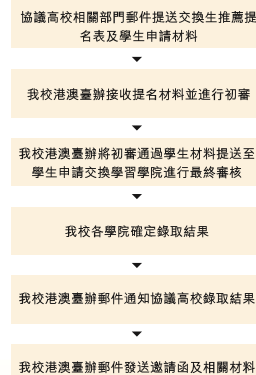 協議高校相關部門郵件提送交換生推薦提
名表及學生申請材料
我校港澳臺辦接收提名材料並進行初審
我校港澳臺辦將初審通過學生材料提送至
學生申請交換學習學院進行最終審核
我校各學院確定錄取結果
我校港澳臺辦郵件通知協議高校錄取結果
我校港澳臺辦郵件發送邀請函及相關材料